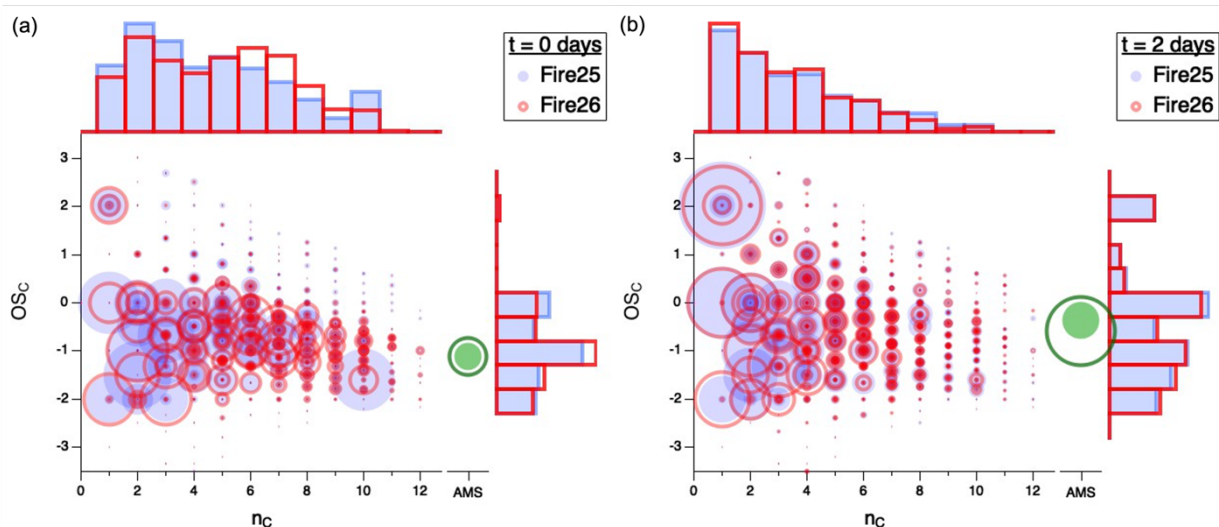 (a)
t = 0 days
Fire25
Fire26
3
2
1
0
-1
-2
-3
OSC
0 2 4 6 8 10 12 AMS
nC
(b)
t = 2 days
Fire25
Fire26
3
2
1
0
-1
-2
-3
OSC
0 2 4 6 8 10 12 AMS
nC